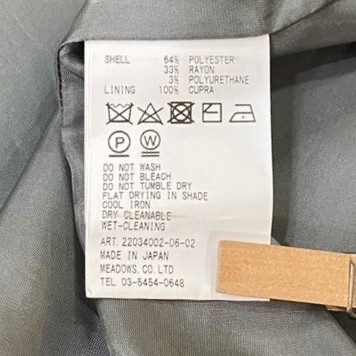 SHELL 64% POLYESTER
33% RAYON
3% POLYURETHANE
LINING 100% CUPRA
P W
DO NOT WASH
DO NOT BLEACH
DO NOT TUMBLE DRY
FLAT DRYING IN SHADE
COOL IRON
DRY CLEANABLE
WET-CLEANING
ART. 22034002-06-02
MADE IN JAPAN
MEADOWS. CO. LTD
TEL 03-5454-0648